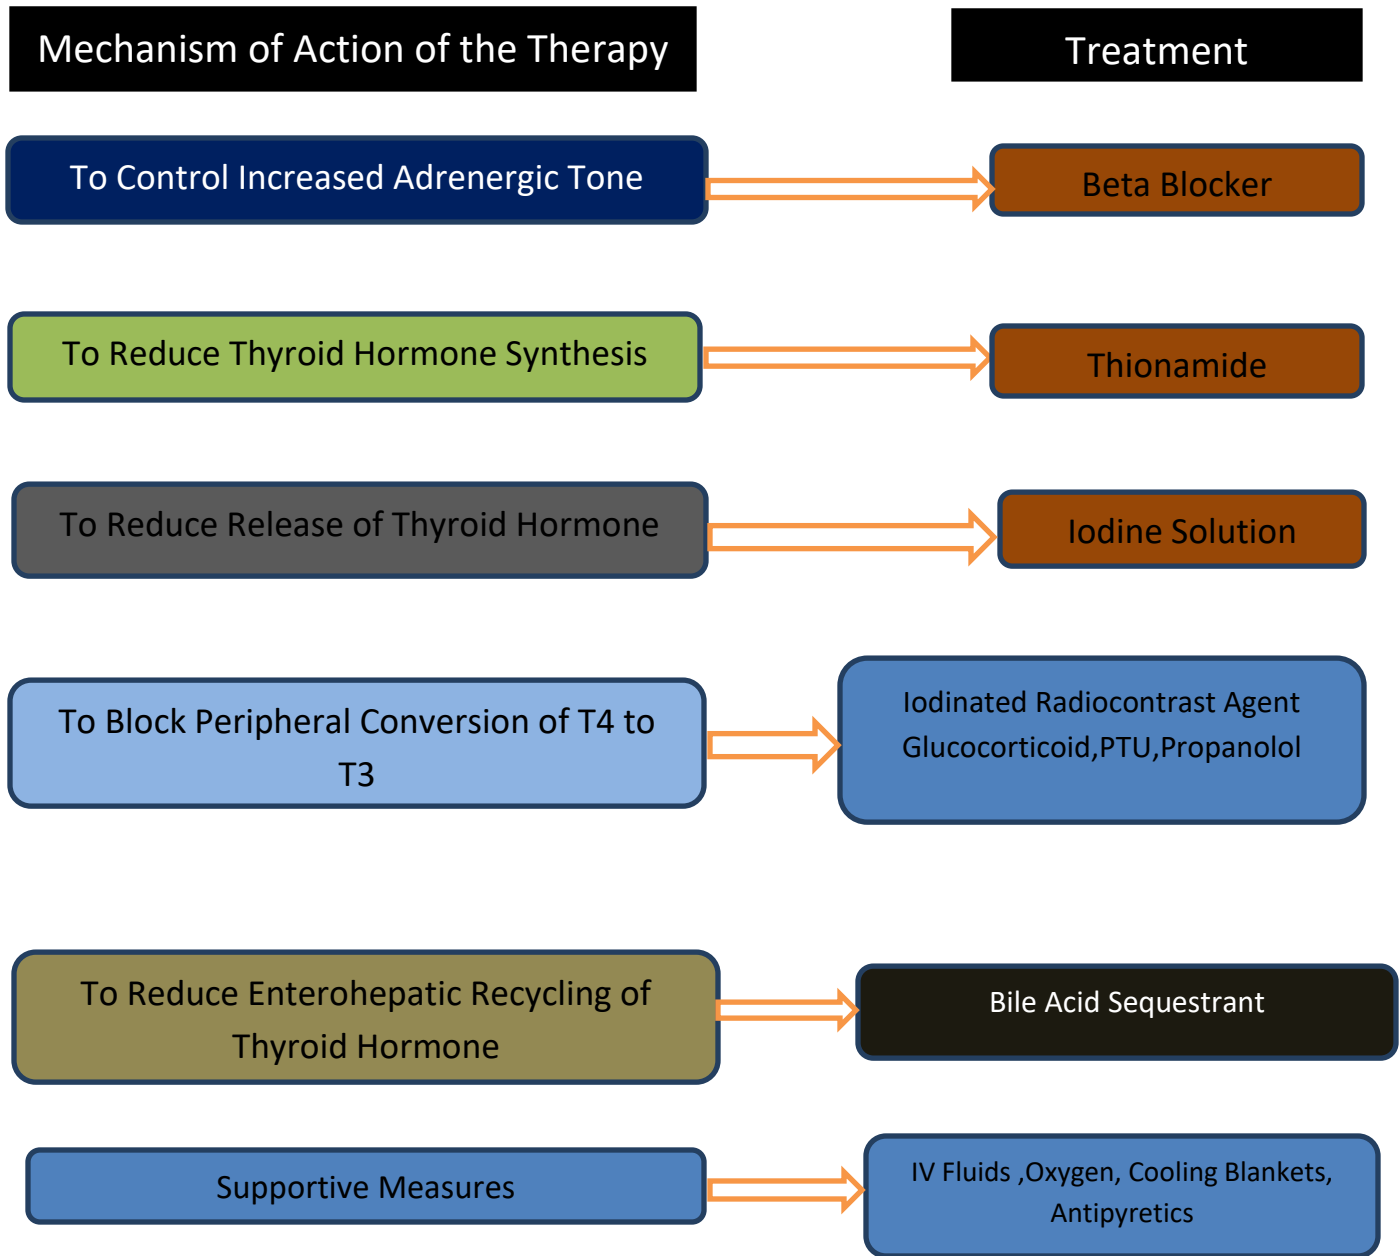 Mechanism of Action of the Therapy
Treatment
To Control Increased Adrenergic Tone
Beta Blocker
To Reduce Thyroid Hormone Synthesis
Thionamide
To Reduce Release of Thyroid Hormone
Iodine Solution
To Block Peripheral Conversion of T4 to
T3
Iodinated Radiocontrast Agent
Glucocorticoid,PTU,Propanolol
To Reduce Enterohepatic Recycling of
Thyroid Hormone
Bile Acid Sequestrant
Supportive Measures
IV Fluids ,Oxygen, Cooling Blankets,
Antipyretics